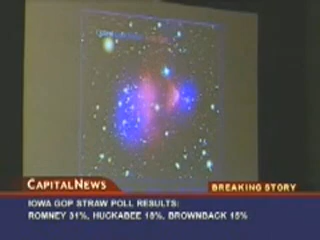 CAPITALNEWS
BREAKING STORY
IOWA GOP STRAW POLL RESULTS:
ROMNEY 31%, HUCKABEE 18%, BROWNBACK 15%